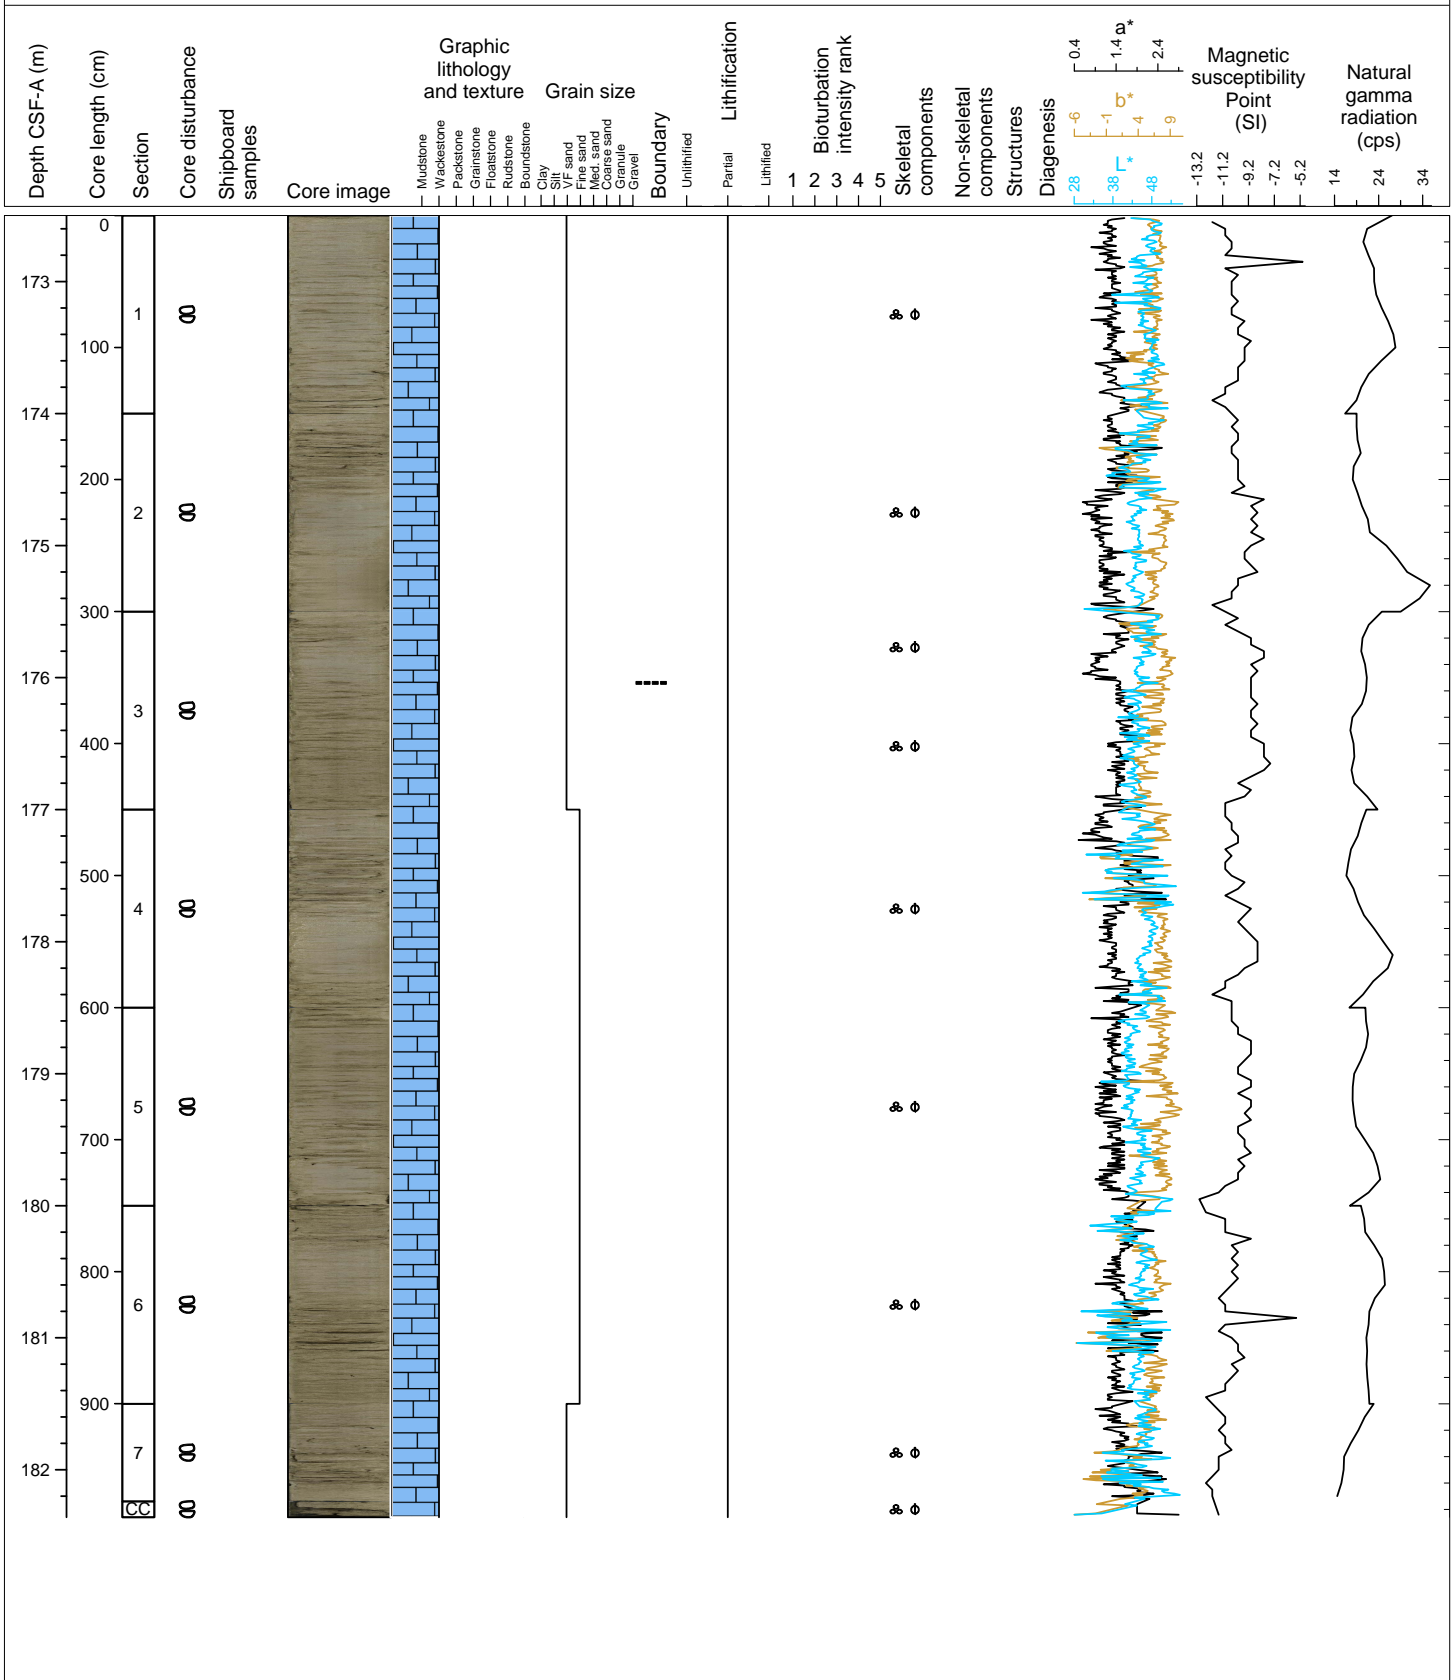 Depth CSF-A (m)
Core length (cm)
Section
Core disturbance
Shipboard
samples
Core image
Graphic
lithology
and texture
Mudstone
Wackestone
Packstone
Grainstone
Floatstone
Rudstone
Boundstone
Grain size
Clay
Silt
VF sand
Fine sand
Med. sand
Coarse sand
Granule
Gravel
Boundary
Lithification
Unlithified
Partial
Lithified
Bioturbation
intensity rank
1 2 3 4 5
Skeletal
components
Non-skeletal
components
Structures
Diagenesis
a*
0.4 1.4 2.4
b*
-6 -1 4 9
L*
28 38 48
Magnetic
susceptibility
Point
(SI)
-13.2 -11.2 -9.2 -7.2 -5.2
Natural
gamma
radiation
(cps)
14 24 34
0
173
1
100
174
200
2
175
300
176
3
400
177
500
4
178
600
179
5
700
180
800
6
181
900
7
182
CC